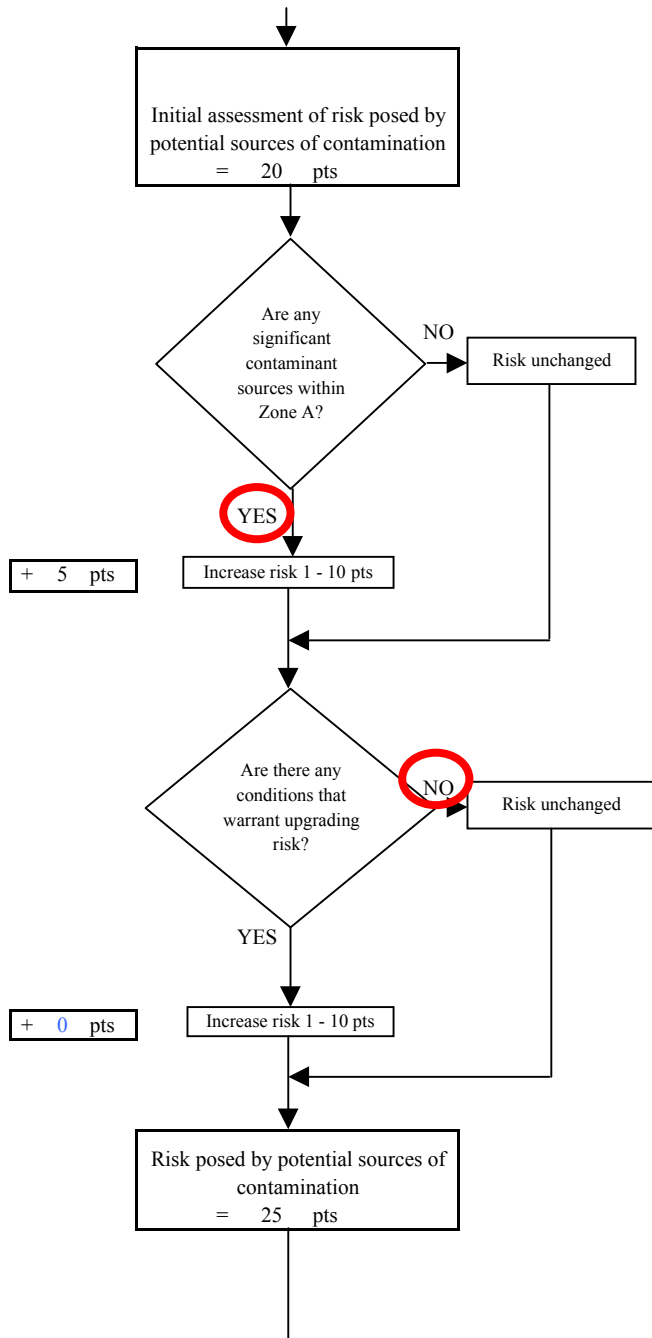 Initial assessment of risk posed by
potential sources of contamination
= 20 pts
Are any
significant
contaminant
sources within
Zone A?
NO
Risk unchanged
YES
+ 5 pts
Increase risk 1 - 10 pts
Are there any
conditions that
warrant upgrading
risk?
NO
Risk unchanged
YES
+ 0 pts
Increase risk 1 - 10 pts
Risk posed by potential sources of
contamination
= 25 pts